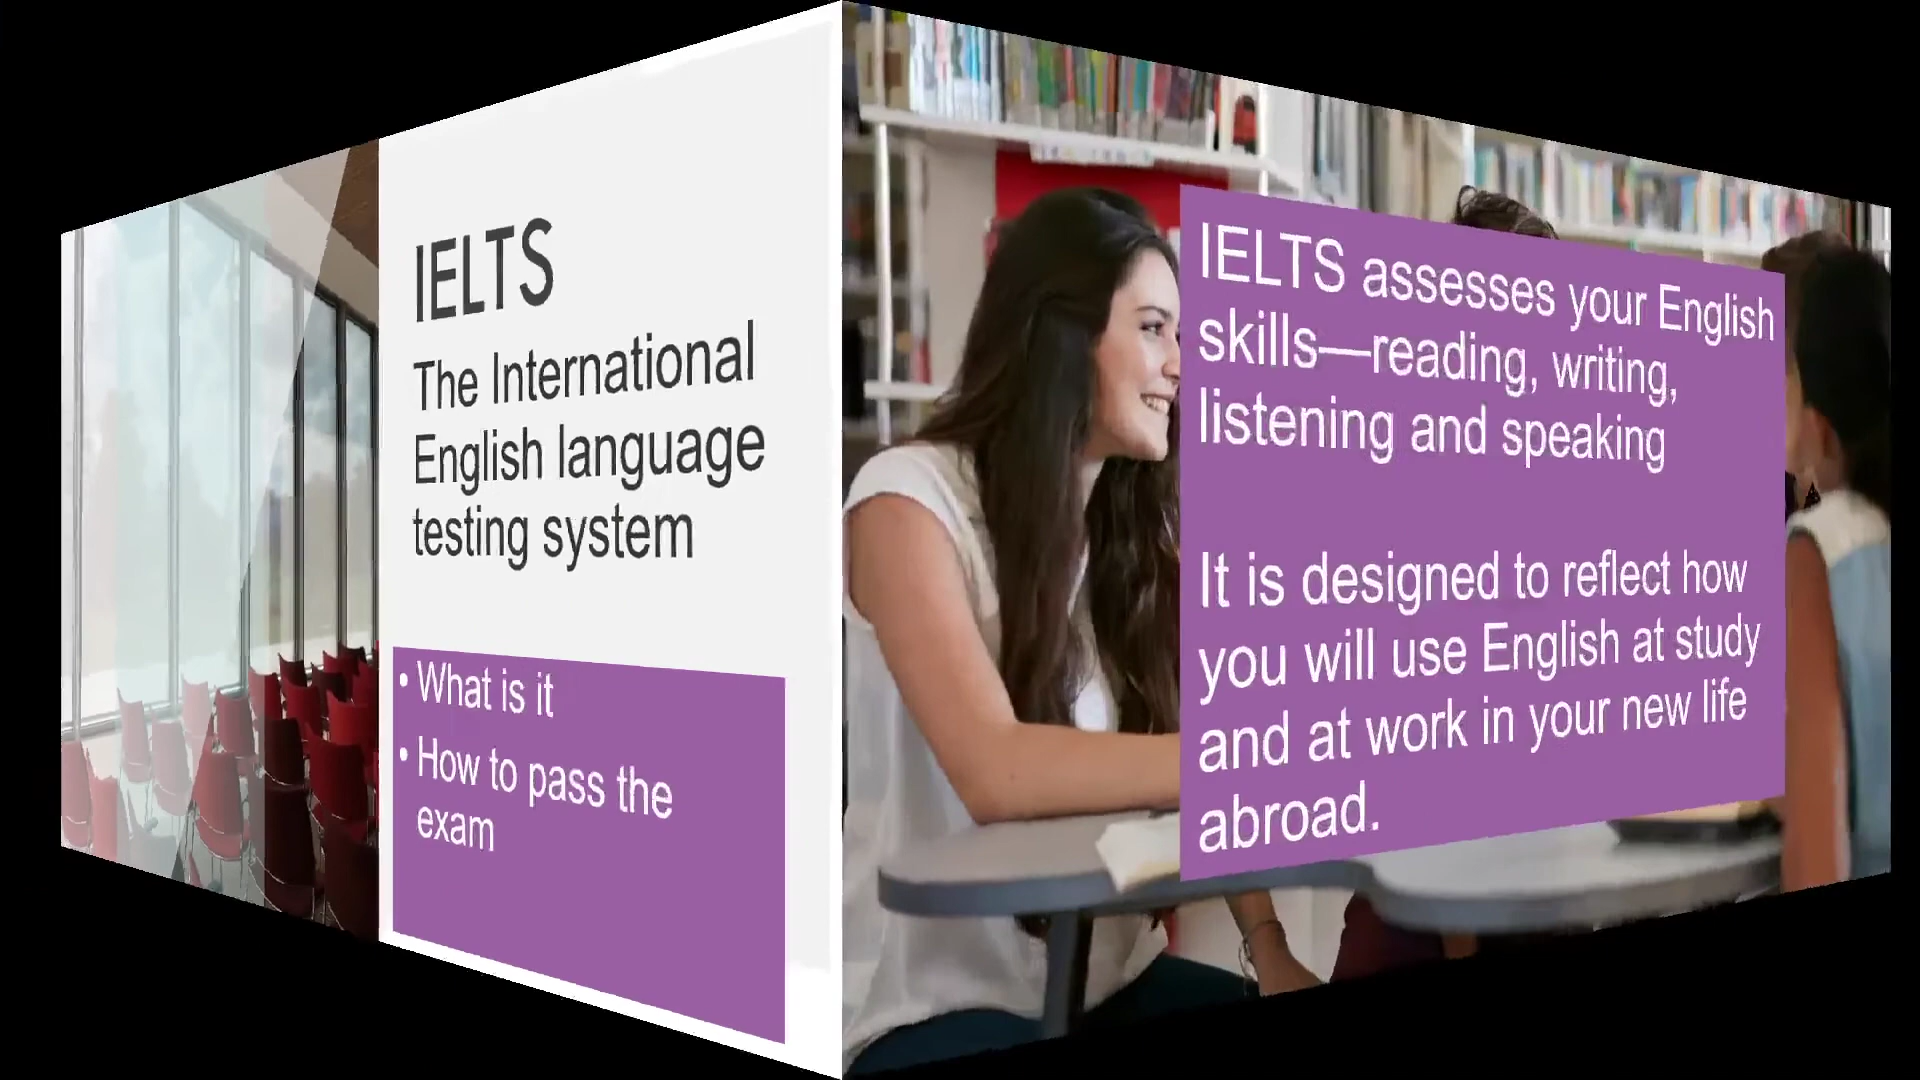 IELTS
The International
English language
testing system
• What is it
• How to pass the
exam
IELTS assesses your English
skills—reading, writing,
listening and speaking
It is designed to reflect how
you will use English at study
and at work in your new life
abroad.